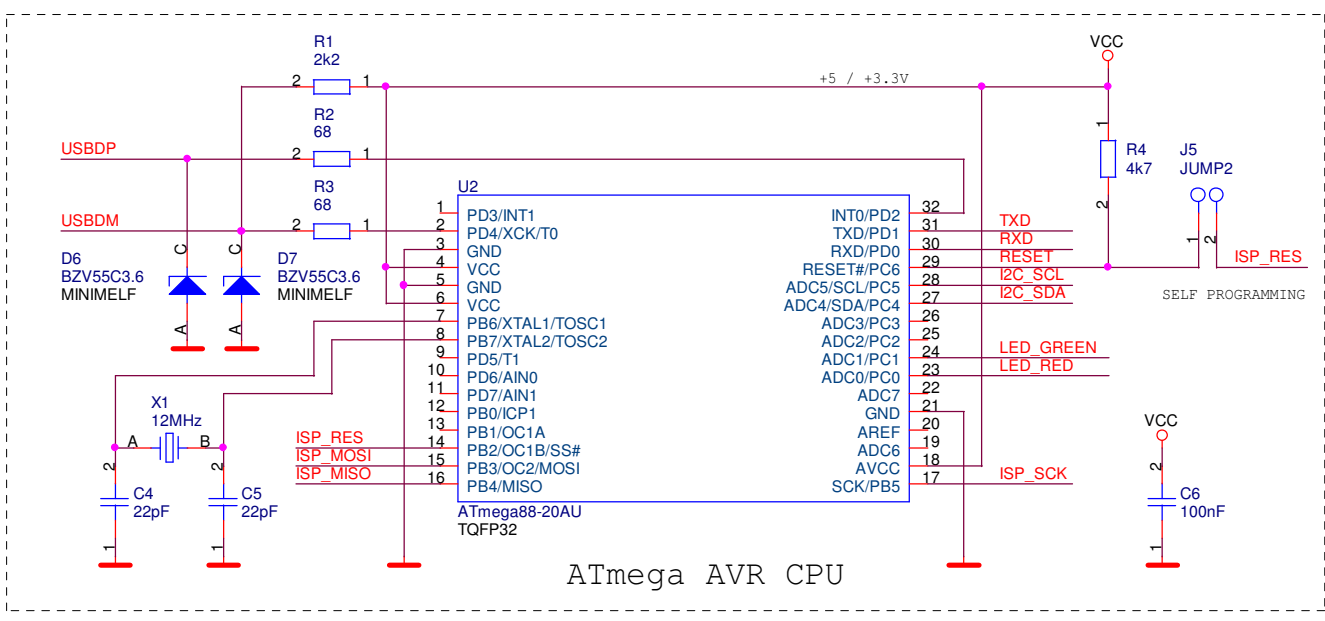 R1
2k2
2
1
+5 / +3.3V
VCC
R2
68
USBDP
2
1
R3
68
USBDM
2
1
1
R4
4k7
2
J5
JUMP2
1
2
ISP_RES
SELF PROGRAMMING
D6
BZV55C3.6
MINIMELF
C
A
D7
BZV55C3.6
MINIMELF
C
A
U2
1 PD3/INT1
2 PD4/XCK/T0
3 GND
4 VCC
5 GND
6 VCC
7 PB6/XTAL1/TOSC1
8 PB7/XTAL2/TOSC2
9 PD5/T1
10 PD6/AIN0
11 PD7/AIN1
12 PB0/ICP1
13 PB1/OC1A
ISP_RES 14 PB2/OC1B/SS#
ISP_MOSI 15 PB3/OC2/MOSI
ISP_MISO 16 PB4/MISO
INT0/PD2 32
TXD/PD1 31 TXD
RXD/PD0 30 RXD
RESET#/PC6 29 RESET
ADC5/SCL/PC5 28 I2C_SCL
ADC4/SDA/PC4 27 I2C_SDA
ADC3/PC3 26
ADC2/PC2 25
ADC1/PC1 24 LED_GREEN
ADC0/PC0 23 LED_RED
ADC7 22
GND 21
AREF 20
ADC6 19
AVCC 18
SCK/PB5 17 ISP_SCK
ATmega88-20AU
TQFP32
X1
12MHz
A
B
2
C4
22pF
1
2
C5
22pF
1
VCC
2
C6
100nF
1
ATmega AVR CPU